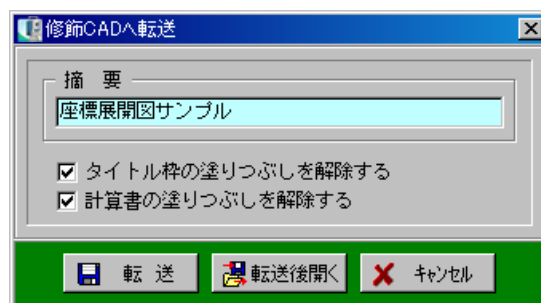 修飾CADへ転送
摘　要
座標展開図サンプル
タイトル枠の塗りつぶしを解除する
計算書の塗りつぶしを解除する
転 送
転送後開く
ｷｬﾝｾﾙ